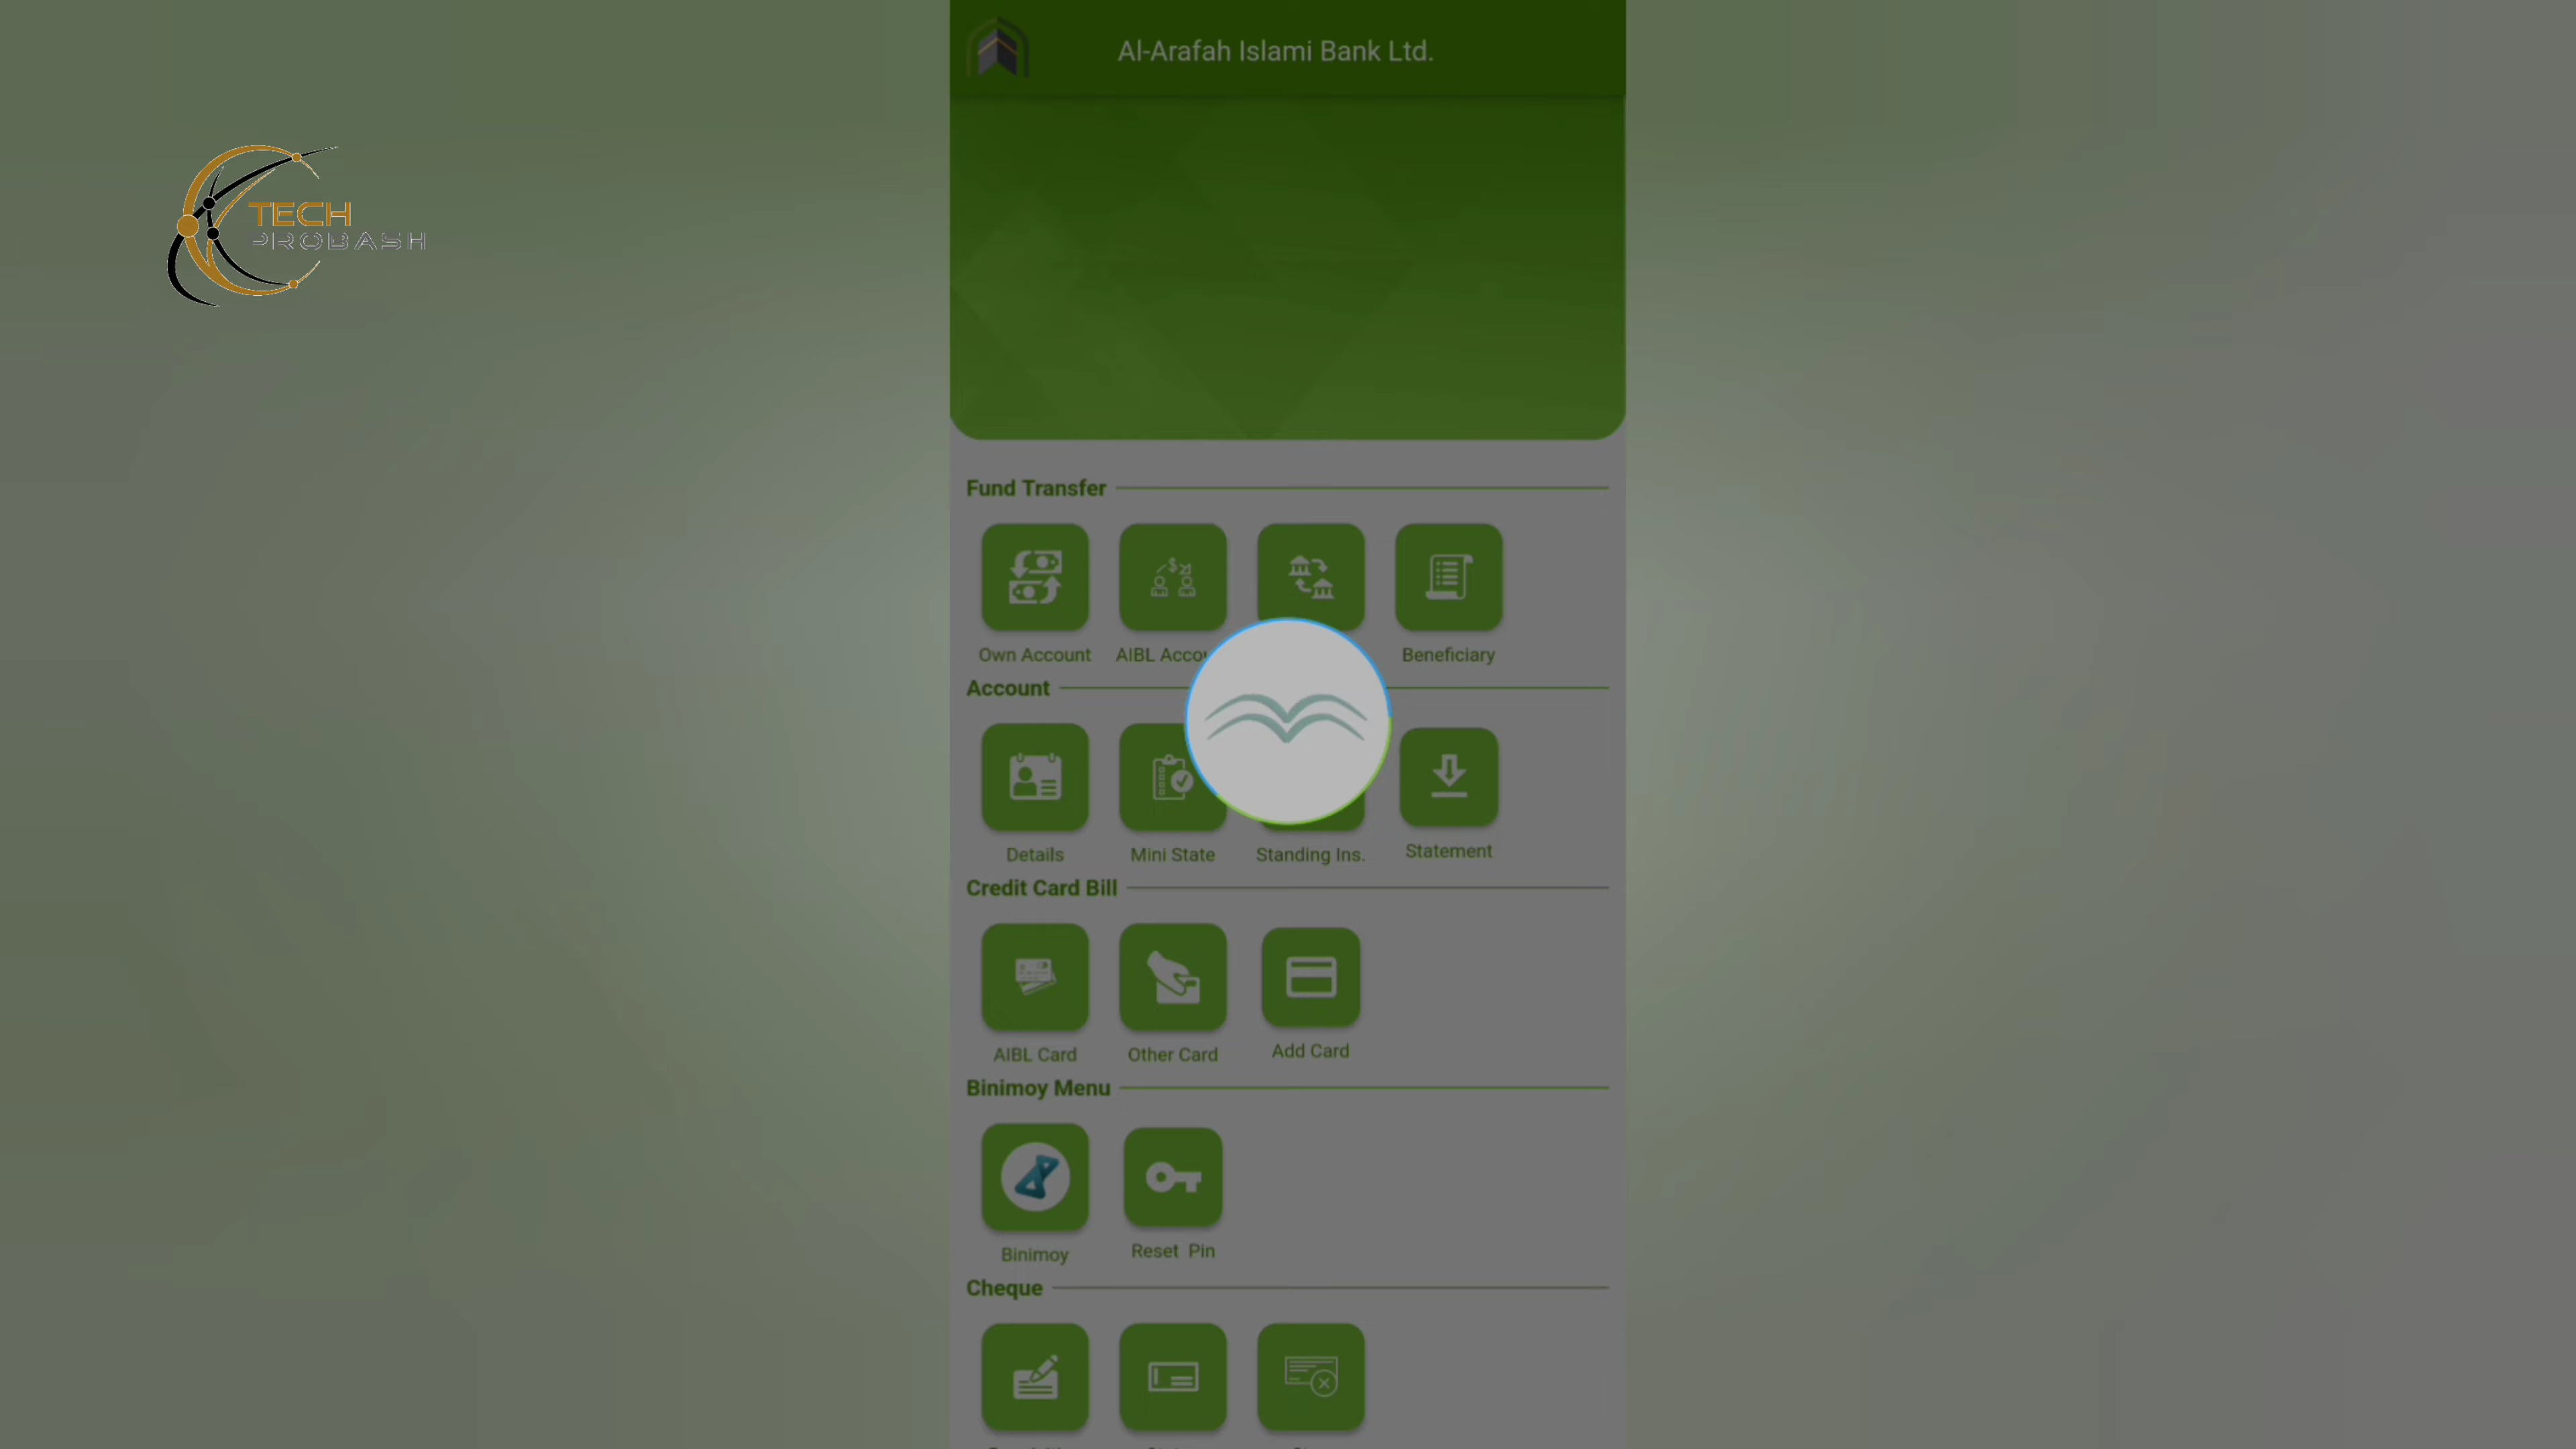 Al-Arafah Islami Bank Ltd.
TECH
PROBASH
Fund Transfer
Own Account
AIBL
Beneficiary
Account
Details
Mini State
Standing Ins.
Statement
Credit Card Bill
AIBL Card
Other Card
Add Card
Binimoy Menu
Binimoy
Reset Pin
Cheque